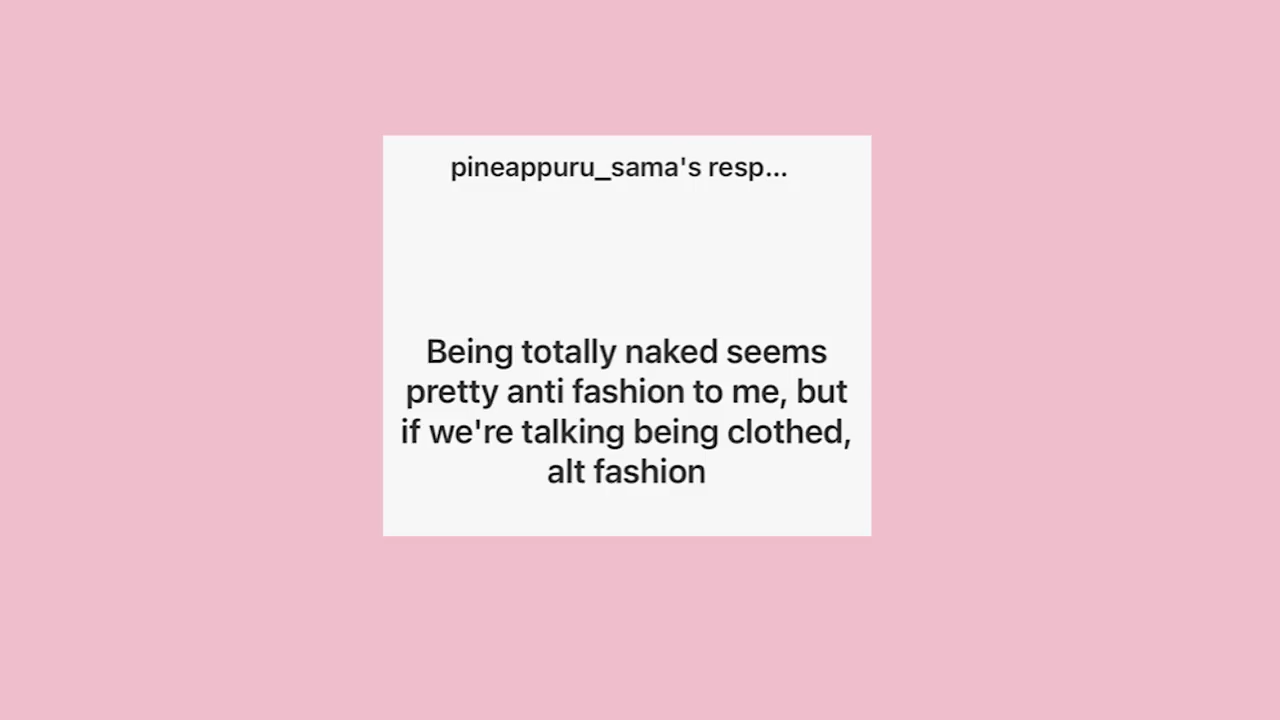 pineappuru_sama's resp...
Being totally naked seems
pretty anti fashion to me, but
if we're talking being clothed,
alt fashion